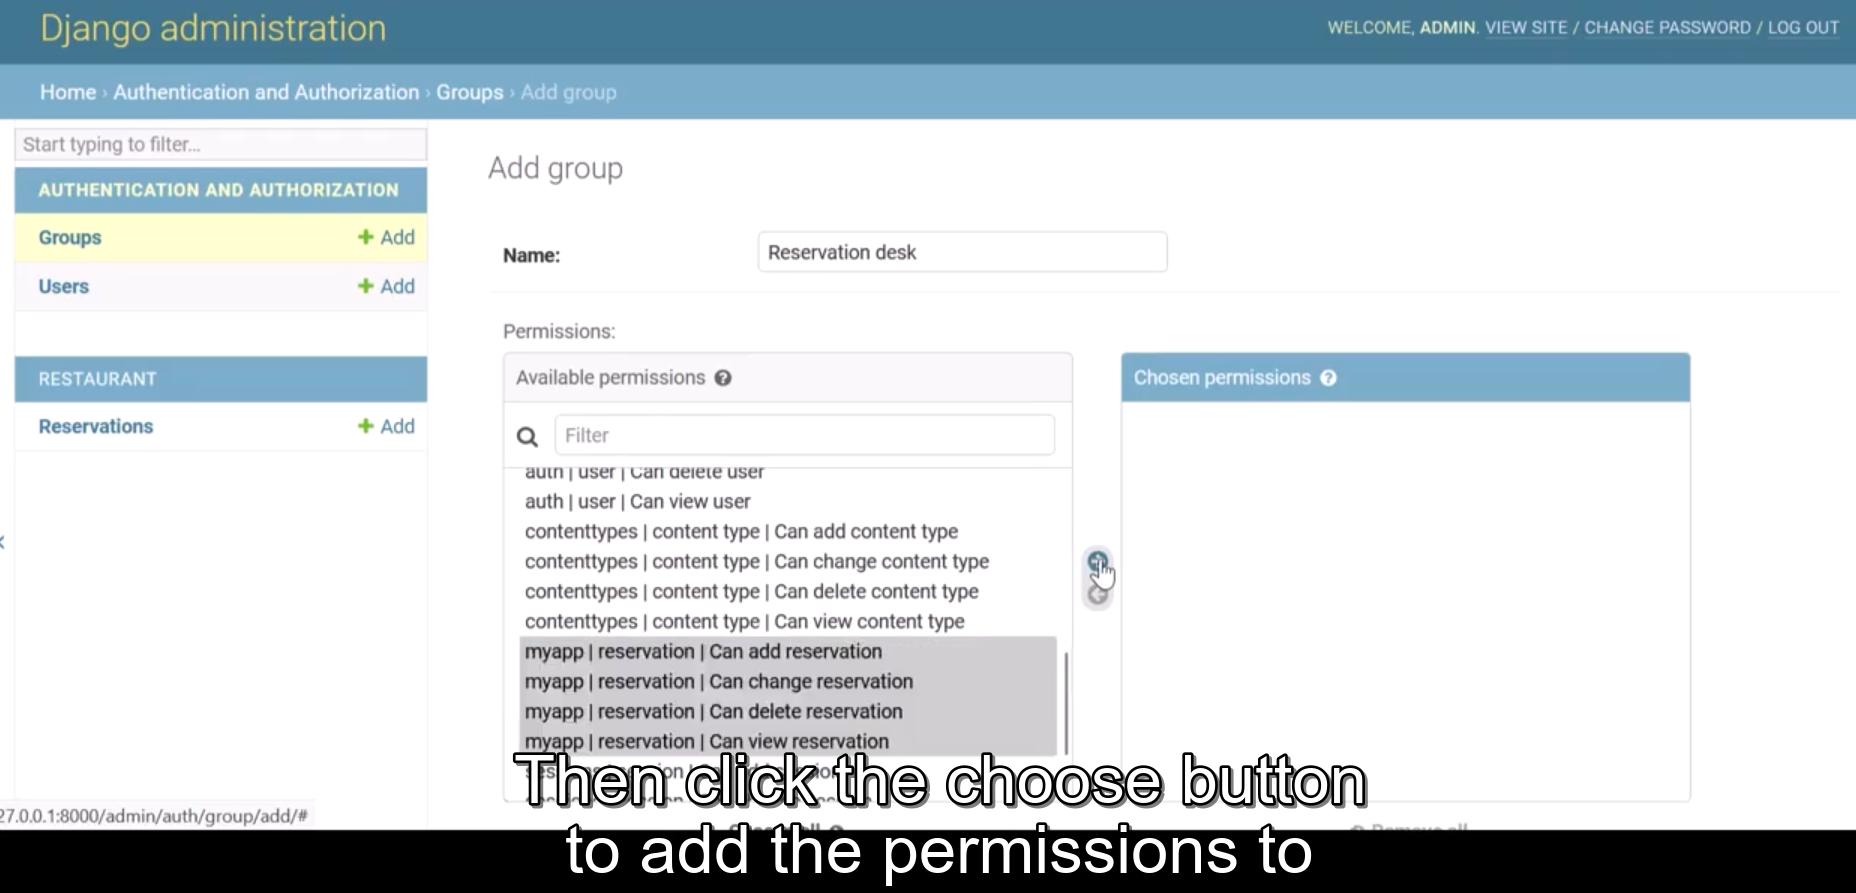 Django administration
WELCOME, ADMIN. VIEW SITE / CHANGE PASSWORD / LOG OUT
Home › Authentication and Authorization › Groups › Add group
Start typing to filter...
AUTHENTICATION AND AUTHORIZATION
Groups
+ Add
Users
+ Add
RESTAURANT
Reservations
+ Add
Add group
Name:
Reservation desk
Permissions:
Available permissions
Filter
auth | user | Can delete user
auth | user | Can view user
contenttypes | content type | Can add content type
contenttypes | content type | Can change content type
contenttypes | content type | Can delete content type
contenttypes | content type | Can view content type
myapp | reservation | Can add reservation
myapp | reservation | Can change reservation
myapp | reservation | Can delete reservation
myapp | reservation | Can view reservation
Chosen permissions
Remove all
27.0.0.1:8000/admin/auth/group/add/#
Then click the choose button
to add the permissions to